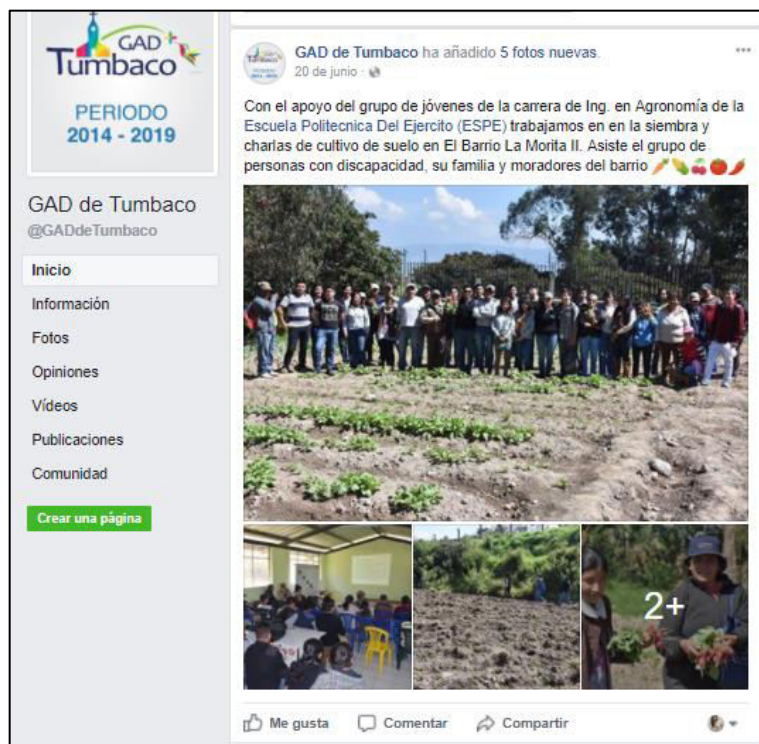 GAD
Tumbaco
PERIODO
2014 - 2019
GAD de Tumbaco
@GADdeTumbaco
Inicio
Información
Fotos
Opiniones
Vídeos
Publicaciones
Comunidad
Crear una página
GAD de Tumbaco ha añadido 5 fotos nuevas.
20 de junio ·
Con el apoyo del grupo de jóvenes de la carrera de Ing. en Agronomía de la
Escuela Politecnica Del Ejercito (ESPE) trabajamos en en la siembra y
charlas de cultivo de suelo en El Barrio La Morita II. Asiste el grupo de
personas con discapacidad, su familia y moradores del barrio
2+
Me gusta Comentar Compartir